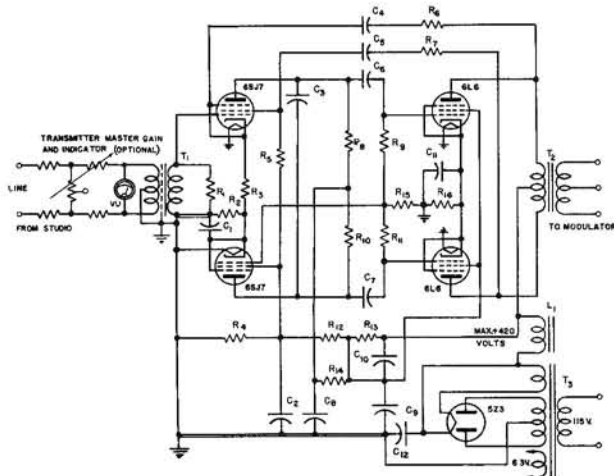 C4
R6
C5
R7
C6
6SJ7
6L6
C3
TRANSMITTER MASTER GAIN
AND INDICATOR (OPTIONAL)
T1
R5
R8
R9
C11
T2
LINE
VU
R1
R3
R2
R15
R16
FROM STUDIO
C1
TO MODULATOR
R10
R11
6SJ7
C7
6L6
L1
R4
R12
R13
MAX.+420
VOLTS
C10
T3
R14
C2
C8
C9
5Z3
115V.
C12
6.3V.